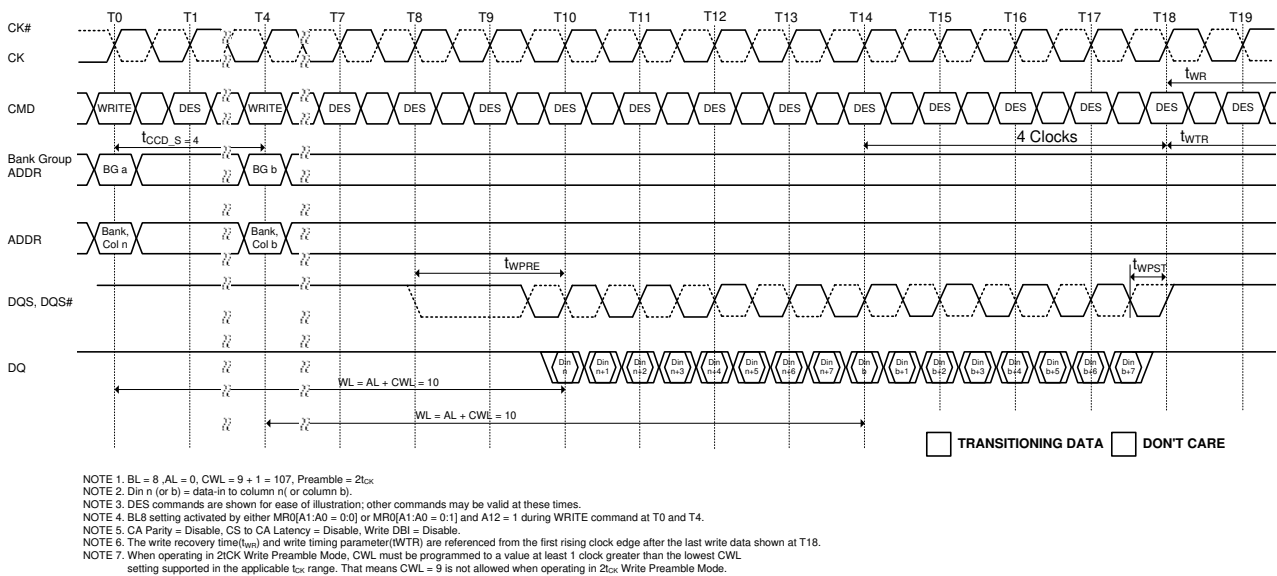 T0 T1 T4 T7 T8 T9 T10 T11 T12 T13 T14 T15 T16 T17 T18 T19
CK#
CK
tWR
CMD WRITE DES WRITE DES DES DES DES DES DES DES DES DES DES DES DES DES
tCCD_S = 4
4 Clocks
tWTR
Bank Group
ADDR
BG a BG b
ADDR
Bank, Col n
Bank, Col b
tWPRE
tWPST
DQS, DQS#
DQ
Din n Din n+1 Din n+2 Din n+3 Din n+4 Din n+5 Din n+6 Din n+7 Din b Din b+1 Din b+2 Din b+3 Din b+4 Din b+5 Din b+6 Din b+7
WL = AL + CWL = 10
WL = AL + CWL = 10
TRANSITIONING DATA DON'T CARE
NOTE 1. BL = 8 ,AL = 0, CWL = 9 + 1 = 107, Preamble = 2tCK
NOTE 2. Din n (or b) = data-in to column n( or column b).
NOTE 3. DES commands are shown for ease of illustration; other commands may be valid at these times.
NOTE 4. BL8 setting activated by either MR0[A1:A0 = 0:0] or MR0[A1:A0 = 0:1] and A12 = 1 during WRITE command at T0 and T4.
NOTE 5. CA Parity = Disable, CS to CA Latency = Disable, Write DBI = Disable.
NOTE 6. The write recovery time(tWR) and write timing parameter(tWTR) are referenced from the first rising clock edge after the last write data shown at T18.
NOTE 7. When operating in 2tCK Write Preamble Mode, CWL must be programmed to a value at least 1 clock greater than the lowest CWL
setting supported in the applicable tCK range. That means CWL = 9 is not allowed when operating in 2tCK Write Preamble Mode.